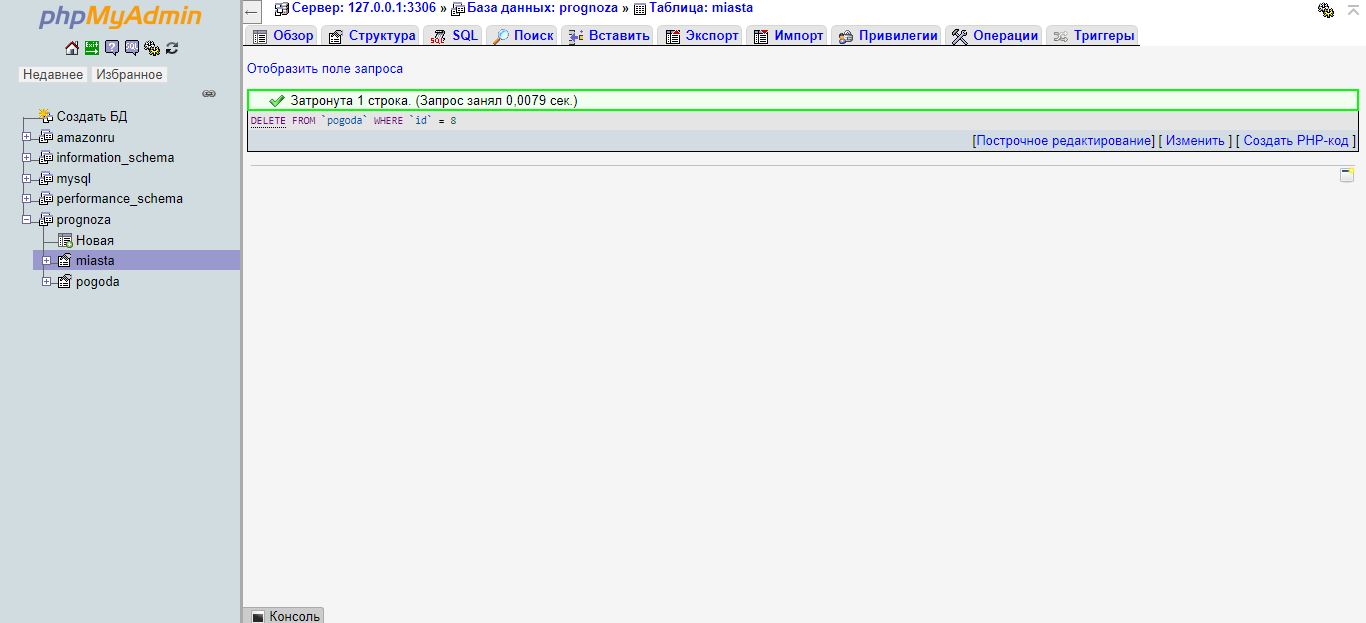 phpMyAdmin
Недавнее Избранное
Создать БД
amazonru
information_schema
mysql
performance_schema
prognoza
Новая
miasta
pogoda
Сервер: 127.0.0.1:3306 » База данных: prognoza » Таблица: miasta
Обзор Структура SQL Поиск Вставить Экспорт Импорт Привилегии Операции Триггеры
Отобразить поле запроса
Затронута 1 строка. (Запрос занял 0,0079 сек.)
DELETE FROM `pogoda` WHERE `id` = 8
[Построчное редактирование] [ Изменить ] [ Создать PHP-код ]
Консоль